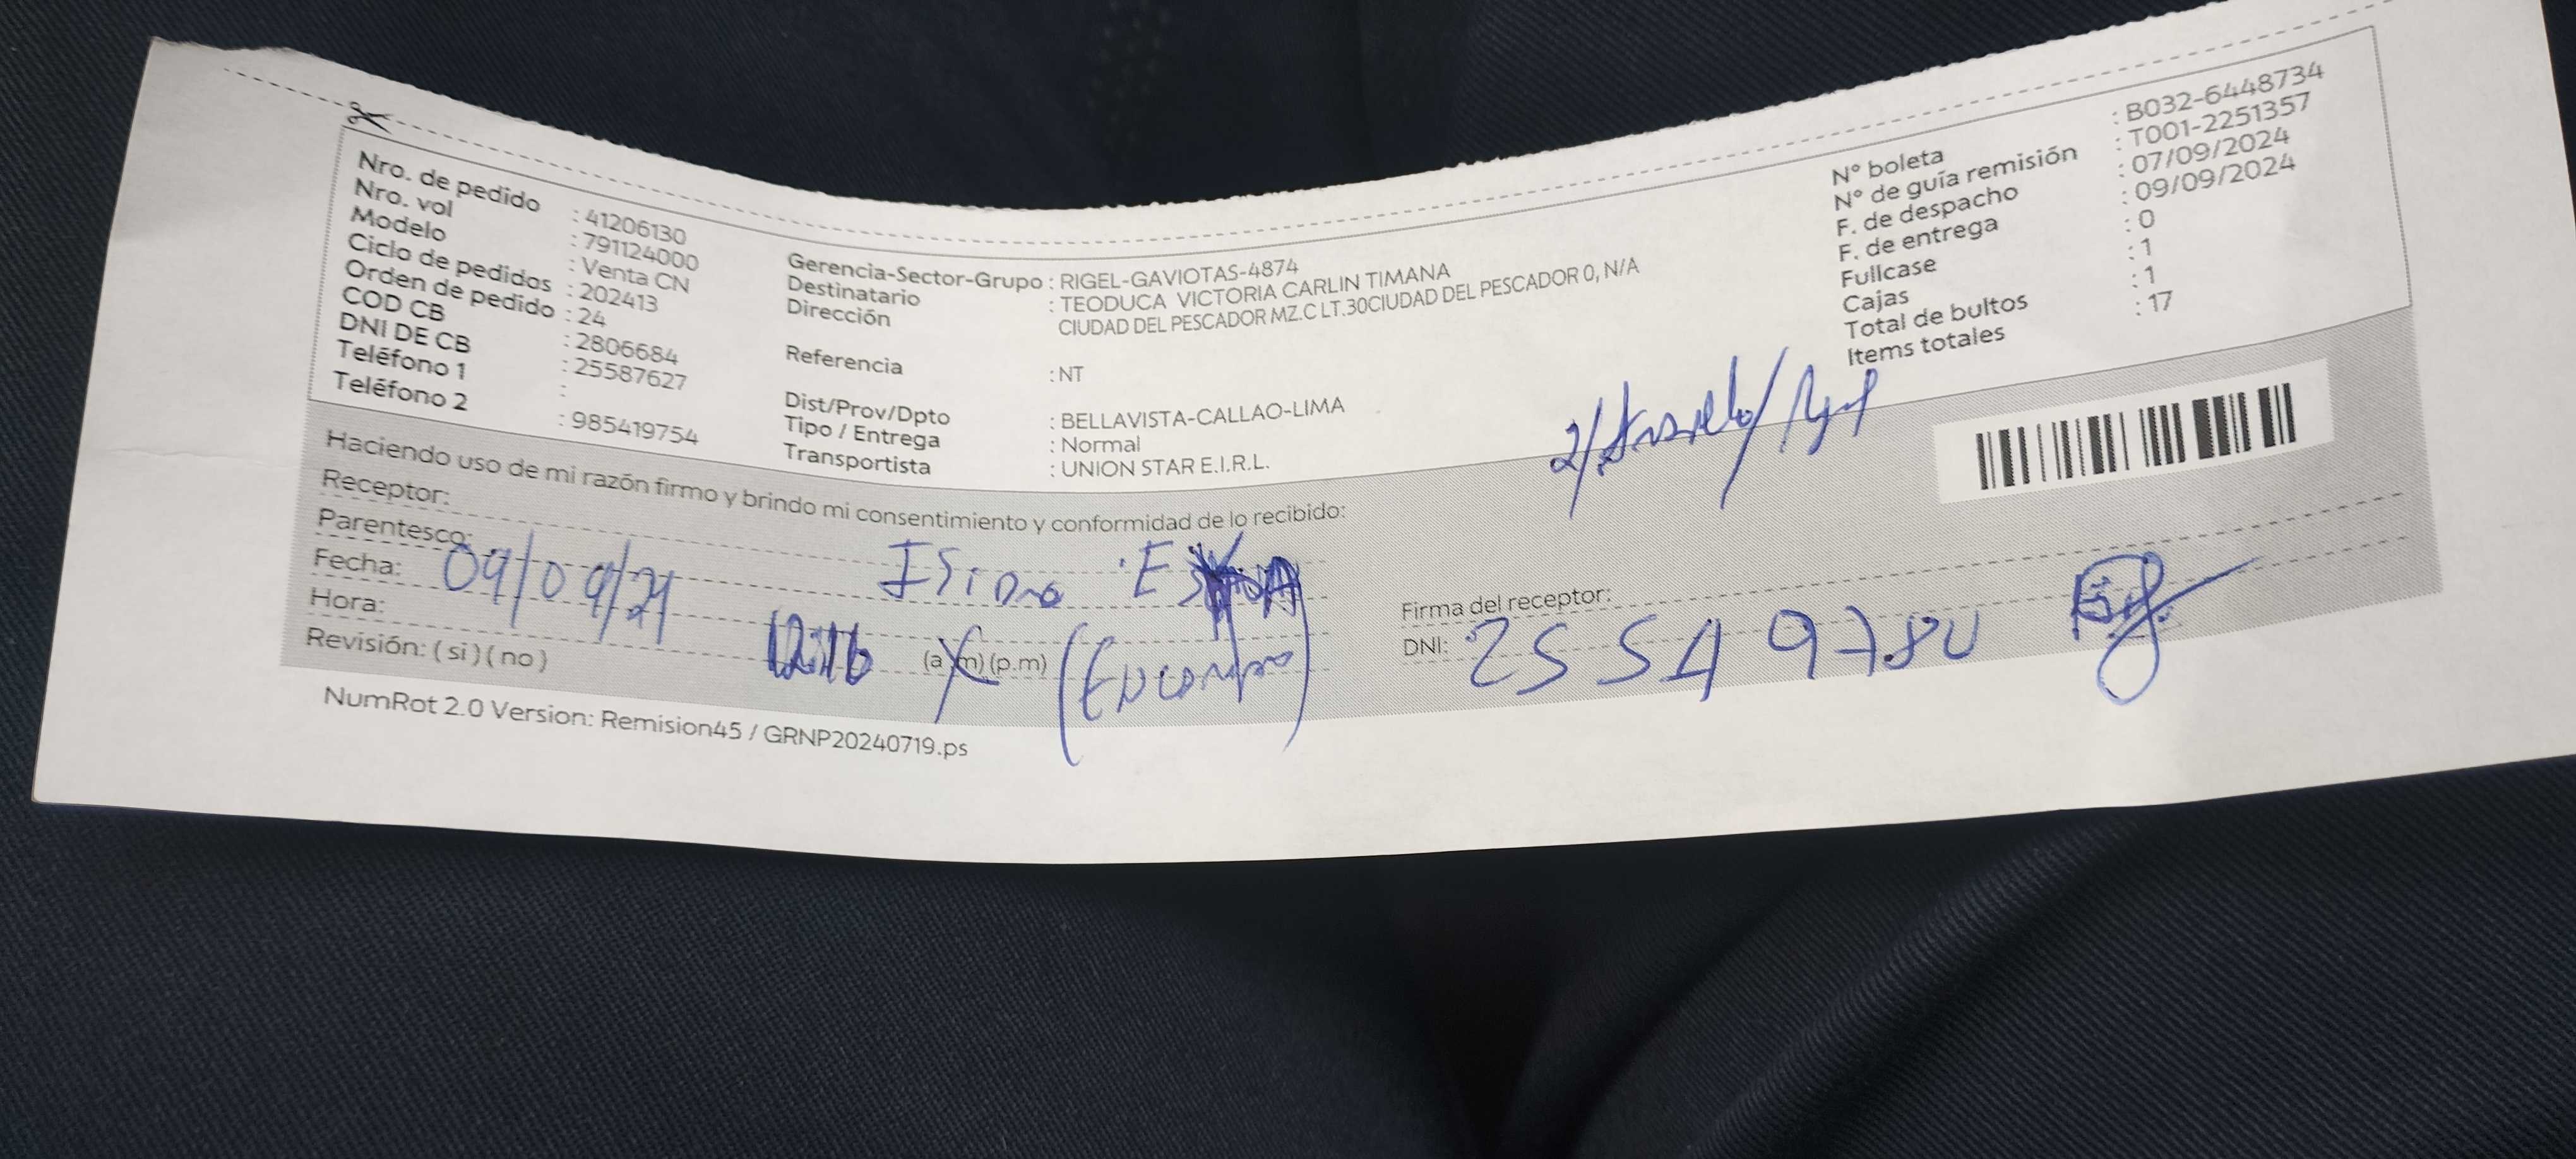 Nro. de pedido : 41206130
Nro. vol : 791124000
Modelo : Venta CN
Ciclo de pedidos : 202413
Orden de pedido : 24
COD CB : 2806684
DNI DE CB : 25587627
Teléfono 1 :
Teléfono 2 : 985419754
Gerencia-Sector-Grupo : RIGEL-GAVIOTAS-4874
Destinatario : TEODUCA VICTORIA CARLIN TIMANA
Dirección CIUDAD DEL PESCADOR MZ.C LT.30CIUDAD DEL PESCADOR 0, N/A
Referencia : NT
Dist/Prov/Dpto : BELLAVISTA-CALLAO-LIMA
Tipo / Entrega : Normal
Transportista : UNION STAR E.I.R.L.
N° boleta : B032-6448734
N° de guía remisión : T001-2251357
F. de despacho : 07/09/2024
F. de entrega : 09/09/2024
Fullcase : 0
Cajas : 1
Total de bultos : 1
Items totales : 17
Haciendo uso de mi razón firmo y brindo mi consentimiento y conformidad de lo recibido:
Receptor:
Parentesco:
Fecha: 09/09/24
Hora: (a.m) (p.m)
Revisión: ( si ) ( no )
Firma del receptor:
DNI: 25549780
NumRot 2.0 Version: Remision45 / GRNP20240719.ps